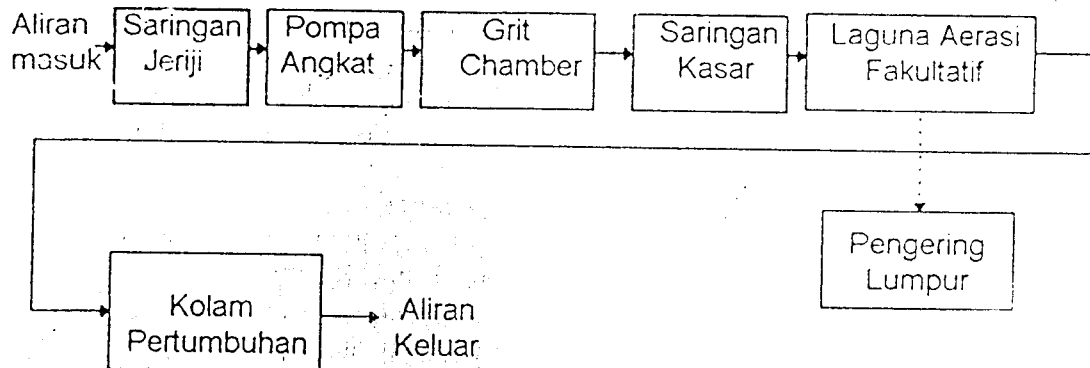 Aliran
masuk
Saringan
Jeriji
Pompa
Angkat
Grit
Chamber
Saringan
Kasar
Laguna Aerasi
Fakultatif
Pengering
Lumpur
Kolam
Pertumbuhan
Aliran
Keluar